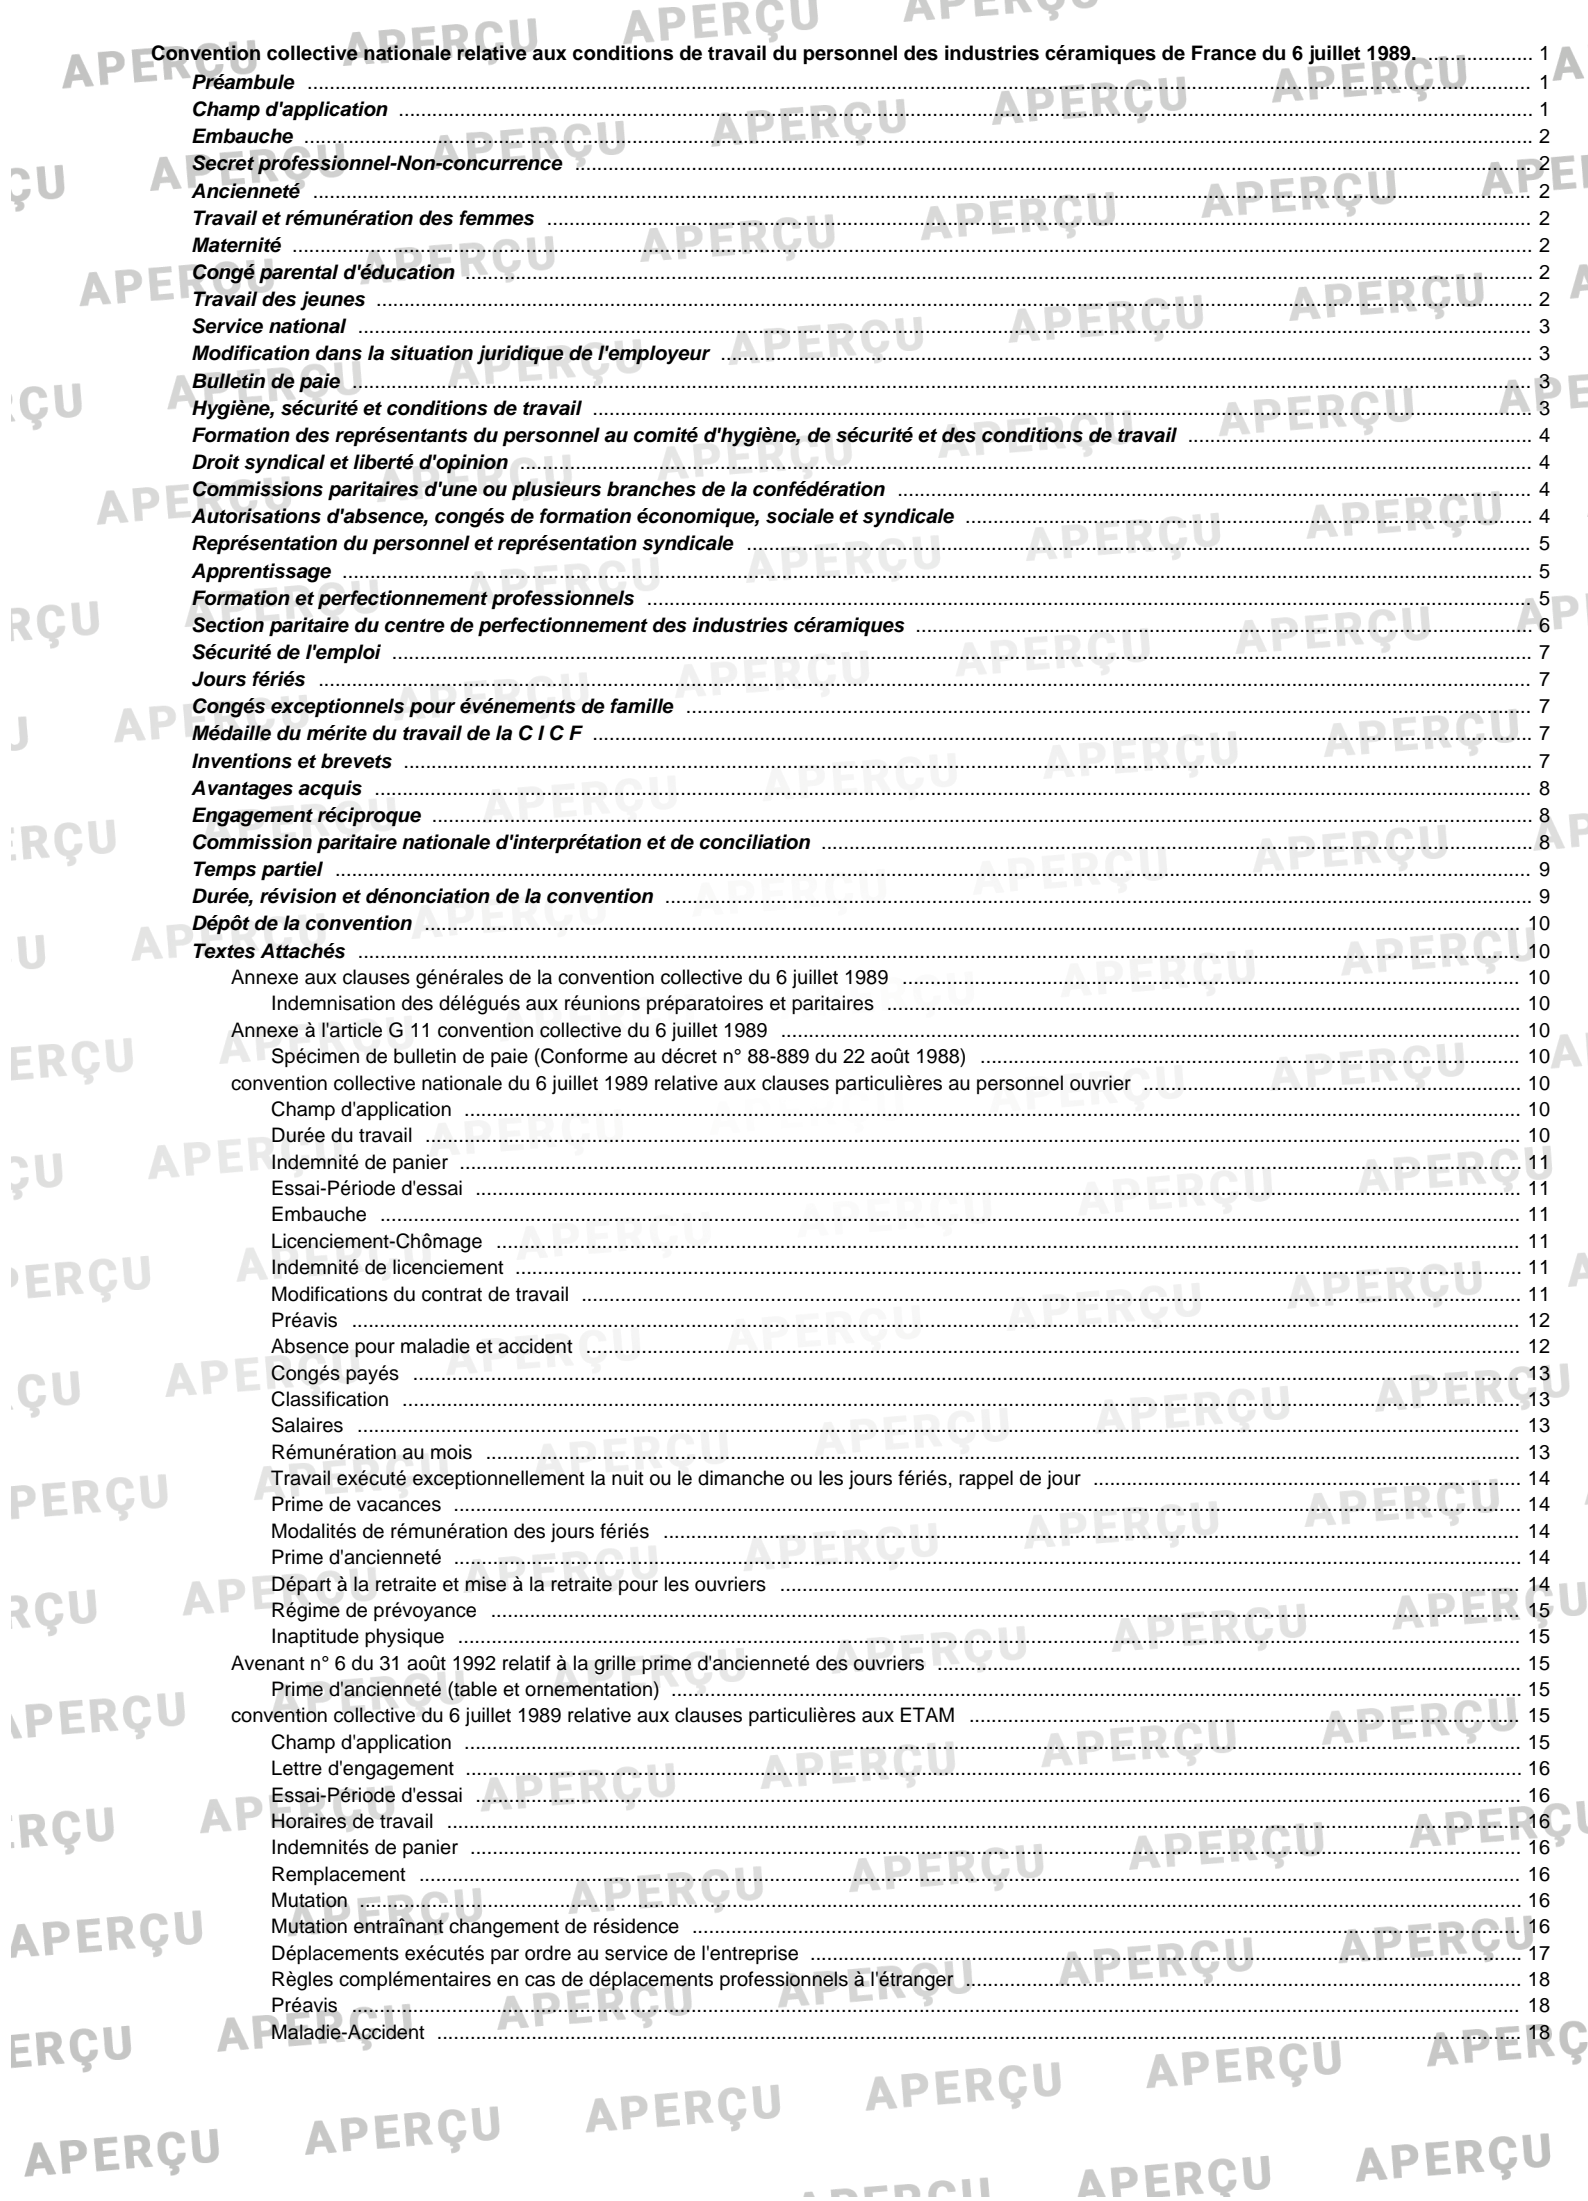 Convention collective nationale relative aux conditions de travail du personnel des industries céramiques de France du 6 juillet 1989. ................... 1
Préambule ................... 1
Champ d'application ................... 1
Embauche ................... 2
Secret professionnel-Non-concurrence ................... 2
Ancienneté ................... 2
Travail et rémunération des femmes ................... 2
Maternité ................... 2
Congé parental d'éducation ................... 2
Travail des jeunes ................... 2
Service national ................... 3
Modification dans la situation juridique de l'employeur ................... 3
Bulletin de paie ................... 3
Hygiène, sécurité et conditions de travail ................... 3
Formation des représentants du personnel au comité d'hygiène, de sécurité et des conditions de travail ................... 4
Droit syndical et liberté d'opinion ................... 4
Commissions paritaires d'une ou plusieurs branches de la confédération ................... 4
Autorisations d'absence, congés de formation économique, sociale et syndicale ................... 4
Représentation du personnel et représentation syndicale ................... 5
Apprentissage ................... 5
Formation et perfectionnement professionnels ................... 5
Section paritaire du centre de perfectionnement des industries céramiques ................... 6
Sécurité de l'emploi ................... 7
Jours fériés ................... 7
Congés exceptionnels pour événements de famille ................... 7
Médaille du mérite du travail de la C I C F ................... 7
Inventions et brevets ................... 7
Avantages acquis ................... 8
Engagement réciproque ................... 8
Commission paritaire nationale d'interprétation et de conciliation ................... 8
Temps partiel ................... 9
Durée, révision et dénonciation de la convention ................... 9
Dépôt de la convention ................... 10
Textes Attachés ................... 10
Annexe aux clauses générales de la convention collective du 6 juillet 1989 ................... 10
Indemnisation des délégués aux réunions préparatoires et paritaires ................... 10
Annexe à l'article G 11 convention collective du 6 juillet 1989 ................... 10
Spécimen de bulletin de paie (Conforme au décret n° 88-889 du 22 août 1988) ................... 10
convention collective nationale du 6 juillet 1989 relative aux clauses particulières au personnel ouvrier ................... 10
Champ d'application ................... 10
Durée du travail ................... 10
Indemnité de panier ................... 11
Essai-Période d'essai ................... 11
Embauche ................... 11
Licenciement-Chômage ................... 11
Indemnité de licenciement ................... 11
Modifications du contrat de travail ................... 11
Préavis ................... 12
Absence pour maladie et accident ................... 12
Congés payés ................... 13
Classification ................... 13
Salaires ................... 13
Rémunération au mois ................... 13
Travail exécuté exceptionnellement la nuit ou le dimanche ou les jours fériés, rappel de jour ................... 14
Prime de vacances ................... 14
Modalités de rémunération des jours fériés ................... 14
Prime d'ancienneté ................... 14
Départ à la retraite et mise à la retraite pour les ouvriers ................... 14
Régime de prévoyance ................... 15
Inaptitude physique ................... 15
Avenant n° 6 du 31 août 1992 relatif à la grille prime d'ancienneté des ouvriers ................... 15
Prime d'ancienneté (table et ornementation) ................... 15
convention collective du 6 juillet 1989 relative aux clauses particulières aux ETAM ................... 15
Champ d'application ................... 15
Lettre d'engagement ................... 16
Essai-Période d'essai ................... 16
Horaires de travail ................... 16
Indemnités de panier ................... 16
Remplacement ................... 16
Mutation ................... 16
Mutation entraînant changement de résidence ................... 16
Déplacements exécutés par ordre au service de l'entreprise ................... 17
Règles complémentaires en cas de déplacements professionnels à l'étranger ................... 18
Préavis ................... 18
Maladie-Accident ................... 18
APERÇU